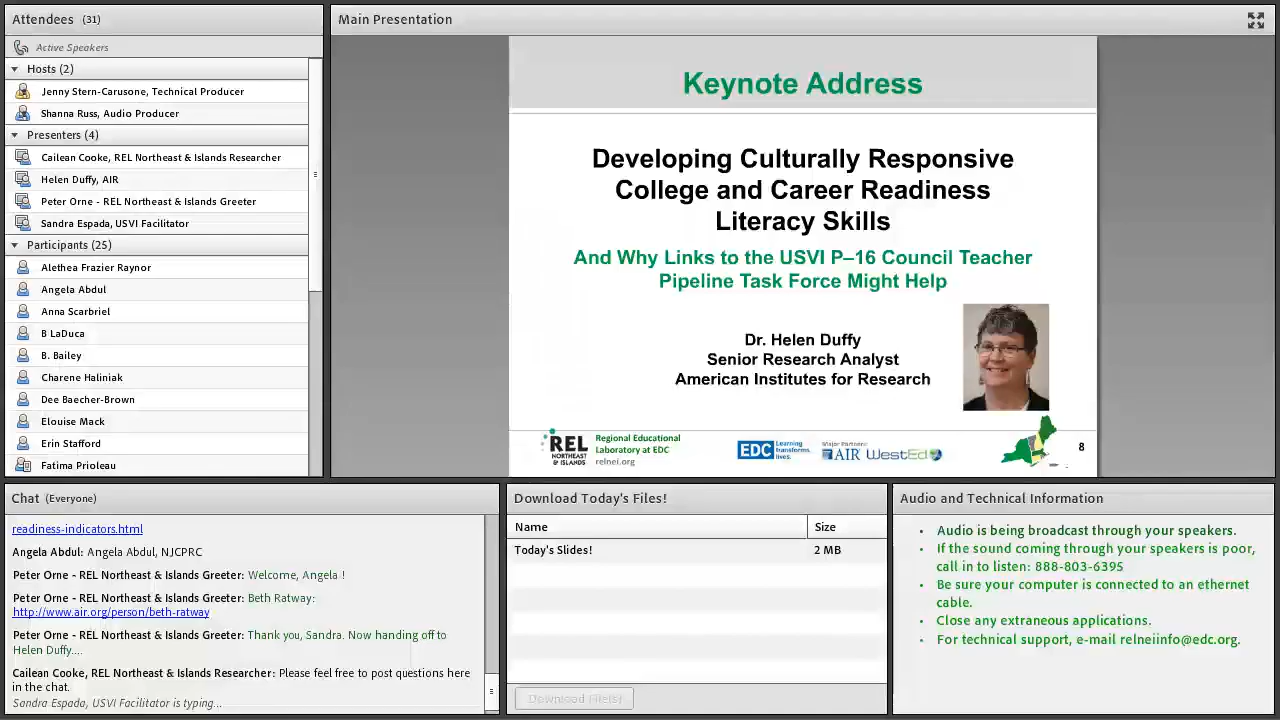 Attendees (31)
Active Speakers
Hosts (2)
Jenny Stern-Carusone, Technical Producer
Shanna Russ, Audio Producer
Presenters (4)
Cailean Cooke, REL Northeast & Islands Researcher
Helen Duffy, AIR
Peter Orne - REL Northeast & Islands Greeter
Sandra Espada, USVI Facilitator
Participants (25)
Alethea Frazier Raynor
Angela Abdul
Anna Scarbriel
B LaDuca
B. Bailey
Charene Haliniak
Dee Baecher-Brown
Elouise Mack
Erin Stafford
Fatima Prioleau
Main Presentation
Keynote Address
Developing Culturally Responsive
College and Career Readiness
Literacy Skills
And Why Links to the USVI P–16 Council Teacher
Pipeline Task Force Might Help
Dr. Helen Duffy
Senior Research Analyst
American Institutes for Research
REL
NORTHEAST
& ISLANDS
Regional Educational
Laboratory at EDC
relnei.org
EDC
Learning
transforms
lives.
Major Partners:
AIR WestEd
8
Chat (Everyone)
readiness-indicators.html
Angela Abdul: Angela Abdul, NJCPRC
Peter Orne - REL Northeast & Islands Greeter: Welcome, Angela !
Peter Orne - REL Northeast & Islands Greeter: Beth Ratway:
http://www.air.org/person/beth-ratway
Peter Orne - REL Northeast & Islands Greeter: Thank you, Sandra. Now handing off to
Helen Duffy....
Cailean Cooke, REL Northeast & Islands Researcher: Please feel free to post questions here
in the chat.
Sandra Espada, USVI Facilitator is typing...
Download Today's Files!
Name Size
Today's Slides! 2 MB
Download File(s)
Audio and Technical Information
• Audio is being broadcast through your speakers.
• If the sound coming through your speakers is poor,
call in to listen: 888-803-6395
• Be sure your computer is connected to an ethernet
cable.
• Close any extraneous applications.
• For technical support, e-mail relneiinfo@edc.org.